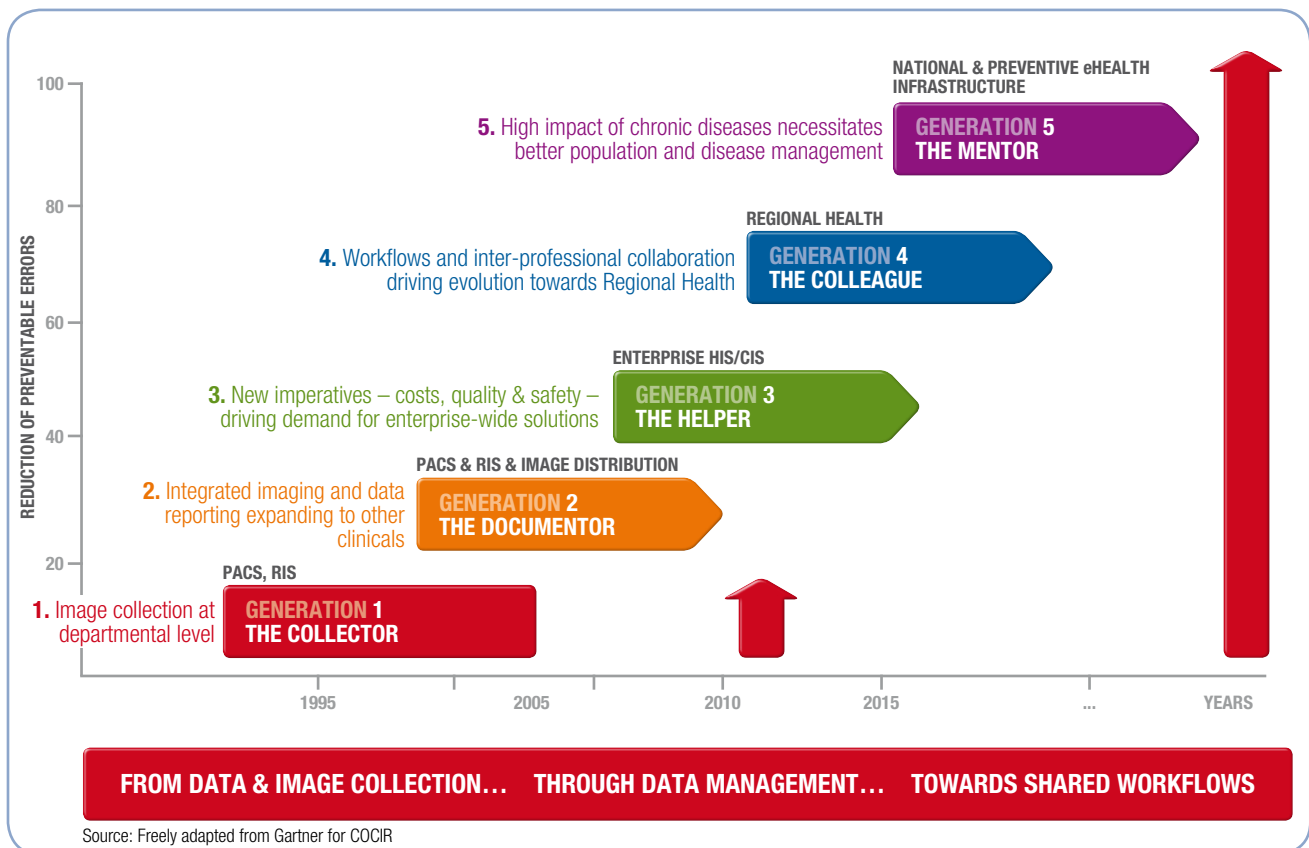 REDUCTION OF PREVENTABLE ERRORS
100
80
60
40
20
NATIONAL & PREVENTIVE eHEALTH
INFRASTRUCTURE
5. High impact of chronic diseases necessitates
better population and disease management
GENERATION 5
THE MENTOR
REGIONAL HEALTH
4. Workflows and inter-professional collaboration
driving evolution towards Regional Health
GENERATION 4
THE COLLEAGUE
ENTERPRISE HIS/CIS
3. New imperatives – costs, quality & safety –
driving demand for enterprise-wide solutions
GENERATION 3
THE HELPER
PACS & RIS & IMAGE DISTRIBUTION
2. Integrated imaging and data
reporting expanding to other
clinicals
GENERATION 2
THE DOCUMENTOR
PACS, RIS
1. Image collection at
departmental level
GENERATION 1
THE COLLECTOR
1995 2005 2010 2015 ... YEARS
FROM DATA & IMAGE COLLECTION… THROUGH DATA MANAGEMENT… TOWARDS SHARED WORKFLOWS
Source: Freely adapted from Gartner for COCIR